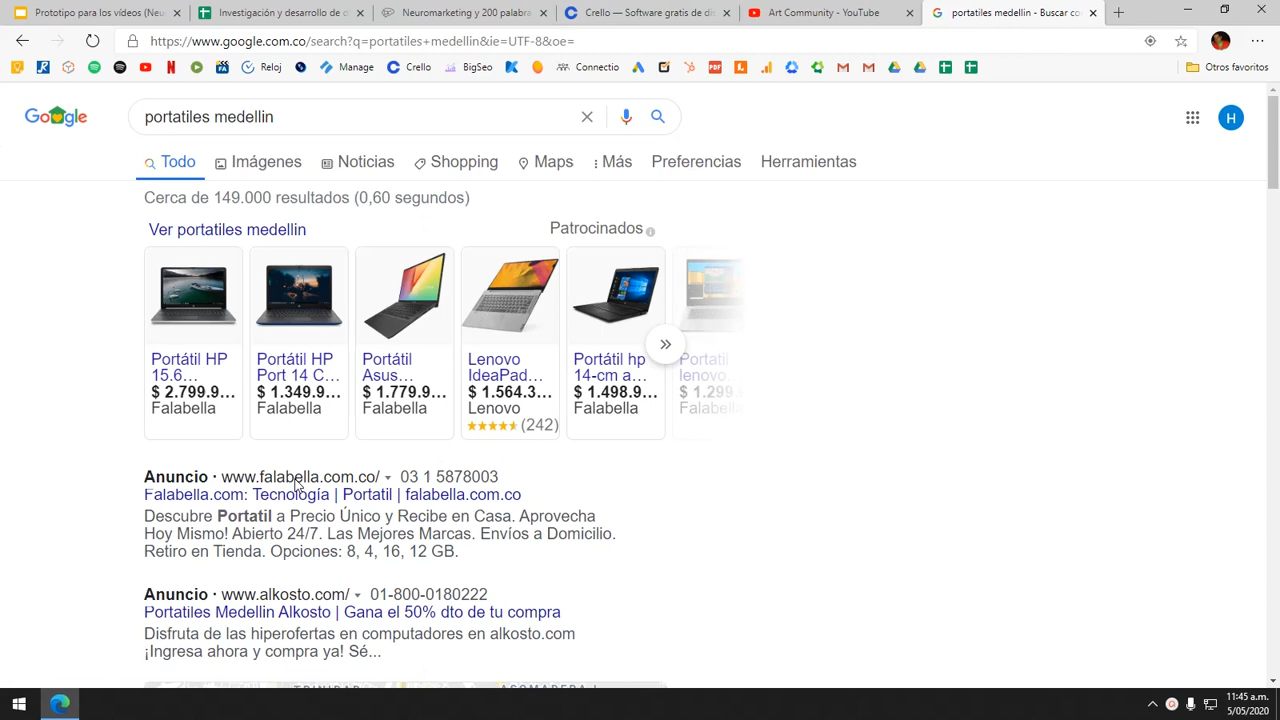 Prototipo para los vídeos (Neu
Investigación y desarrollo de c
Neuromarketing y 200 palabra
Crello — Software gratis de di
Art Community - YouTube
portatiles medellin - Buscar co
https://www.google.com.co/search?q=portatiles+medellin&ie=UTF-8&oe=
Reloj
Manage
Crello
BigSeo
Connectio
Otros favoritos
Google
portatiles medellin
H
Todo
Imágenes
Noticias
Shopping
Maps
Más
Preferencias
Herramientas
Cerca de 149.000 resultados (0,60 segundos)
Ver portatiles medellin
Patrocinados
Portátil HP
15.6...
$ 2.799.9...
Falabella
Portátil HP
Port 14 C...
$ 1.349.9...
Falabella
Portátil
Asus...
$ 1.779.9...
Falabella
Lenovo
IdeaPad...
$ 1.564.3...
Lenovo
(242)
Portátil hp
14-cm a...
$ 1.498.9...
Falabella
Portatil
lenovo...
$ 1.299.
Falabella
Anuncio · www.falabella.com.co/ 03 1 5878003
Falabella.com: Tecnología | Portatil | falabella.com.co
Descubre Portatil a Precio Único y Recibe en Casa. Aprovecha
Hoy Mismo! Abierto 24/7. Las Mejores Marcas. Envíos a Domicilio.
Retiro en Tienda. Opciones: 8, 4, 16, 12 GB.
Anuncio · www.alkosto.com/ 01-800-0180222
Portatiles Medellin Alkosto | Gana el 50% dto de tu compra
Disfruta de las hiperofertas en computadores en alkosto.com
¡Ingresa ahora y compra ya! Sé...
11:45 a.m.
5/05/2020